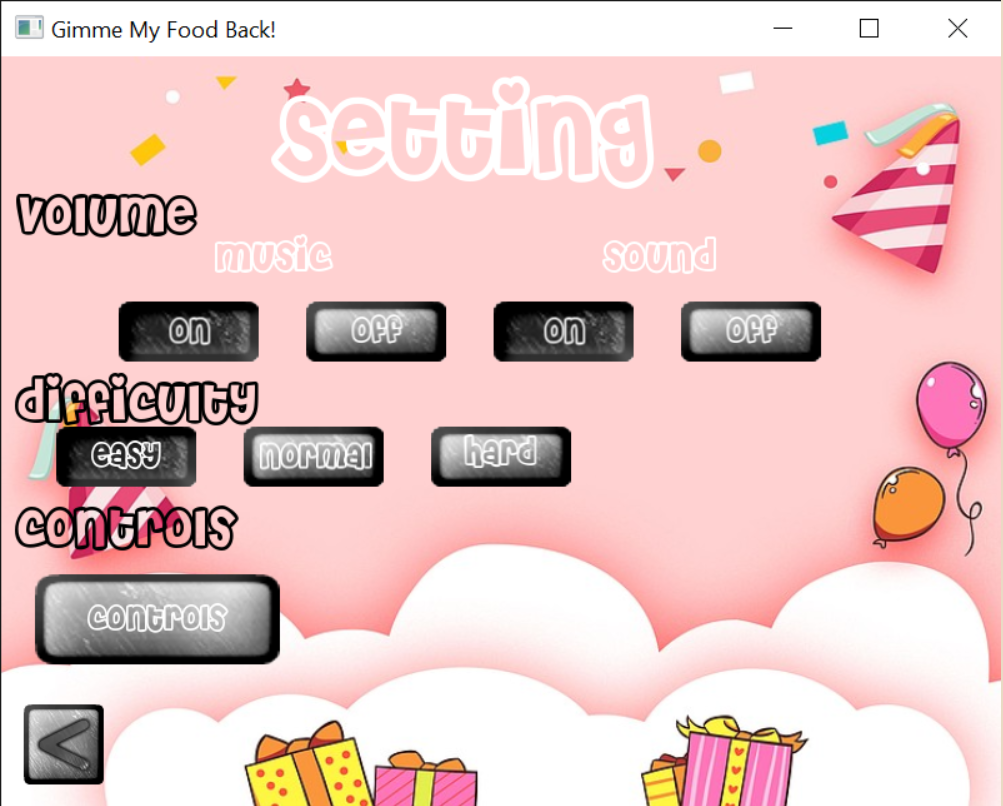 Gimme My Food Back!
setting
volume
music sound
on off on off
difficulty
easy normal hard
controls
controls
<